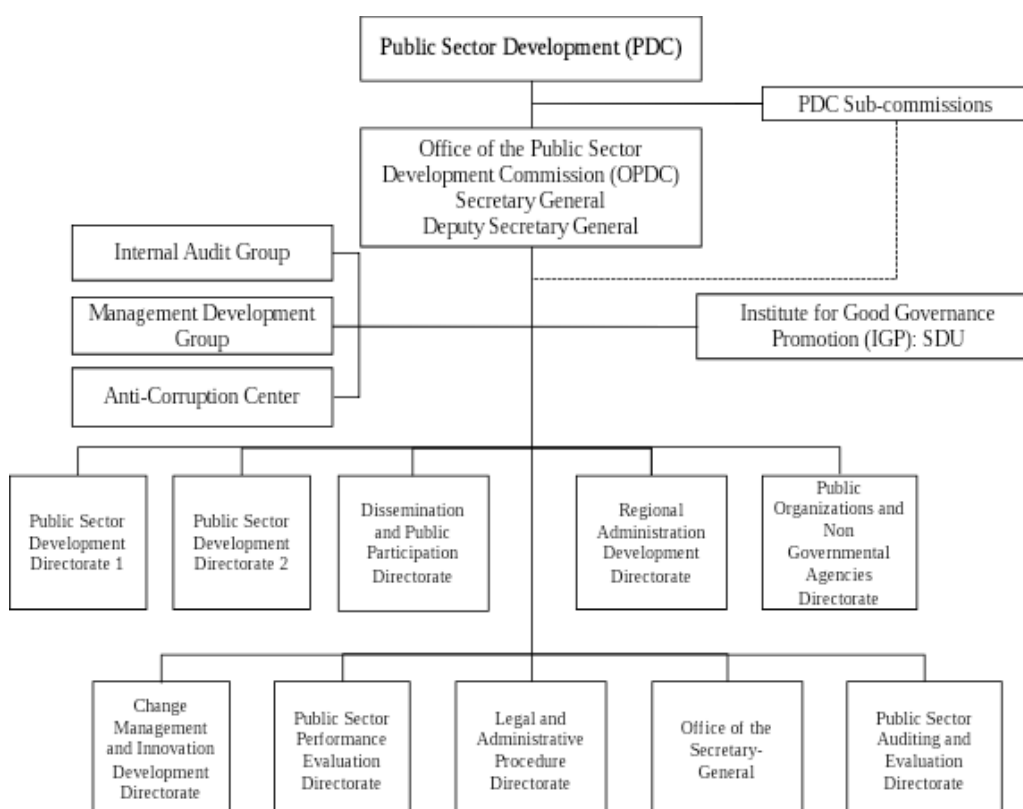 Public Sector Development (PDC)
PDC Sub-commissions
Office of the Public Sector
Development Commission (OPDC)
Secretary General
Deputy Secretary General
Internal Audit Group
Management Development
Group
Anti-Corruption Center
Institute for Good Governance
Promotion (IGP): SDU
Public Sector
Development
Directorate 1
Public Sector
Development
Directorate 2
Dissemination
and Public
Participation
Directorate
Regional
Administration
Development
Directorate
Public
Organizations and
Non
Governmental
Agencies
Directorate
Change
Management
and Innovation
Development
Directorate
Public Sector
Performance
Evaluation
Directorate
Legal and
Administrative
Procedure
Directorate
Office of the
Secretary-
General
Public Sector
Auditing and
Evaluation
Directorate